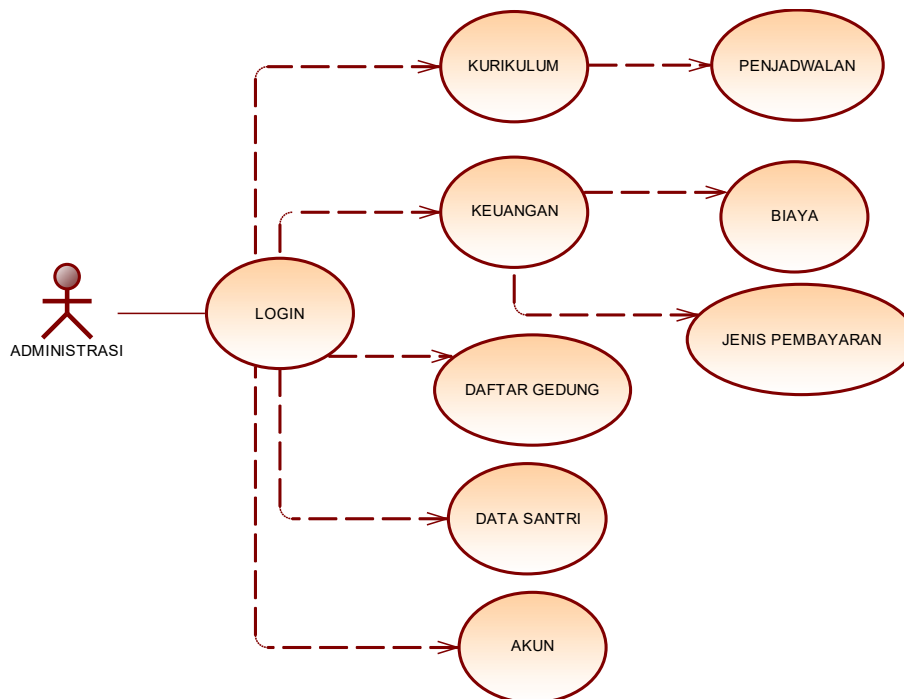 KURIKULUM
PENJADWALAN
KEUANGAN
BIAYA
LOGIN
JENIS PEMBAYARAN
ADMINISTRASI
DAFTAR GEDUNG
DATA SANTRI
AKUN